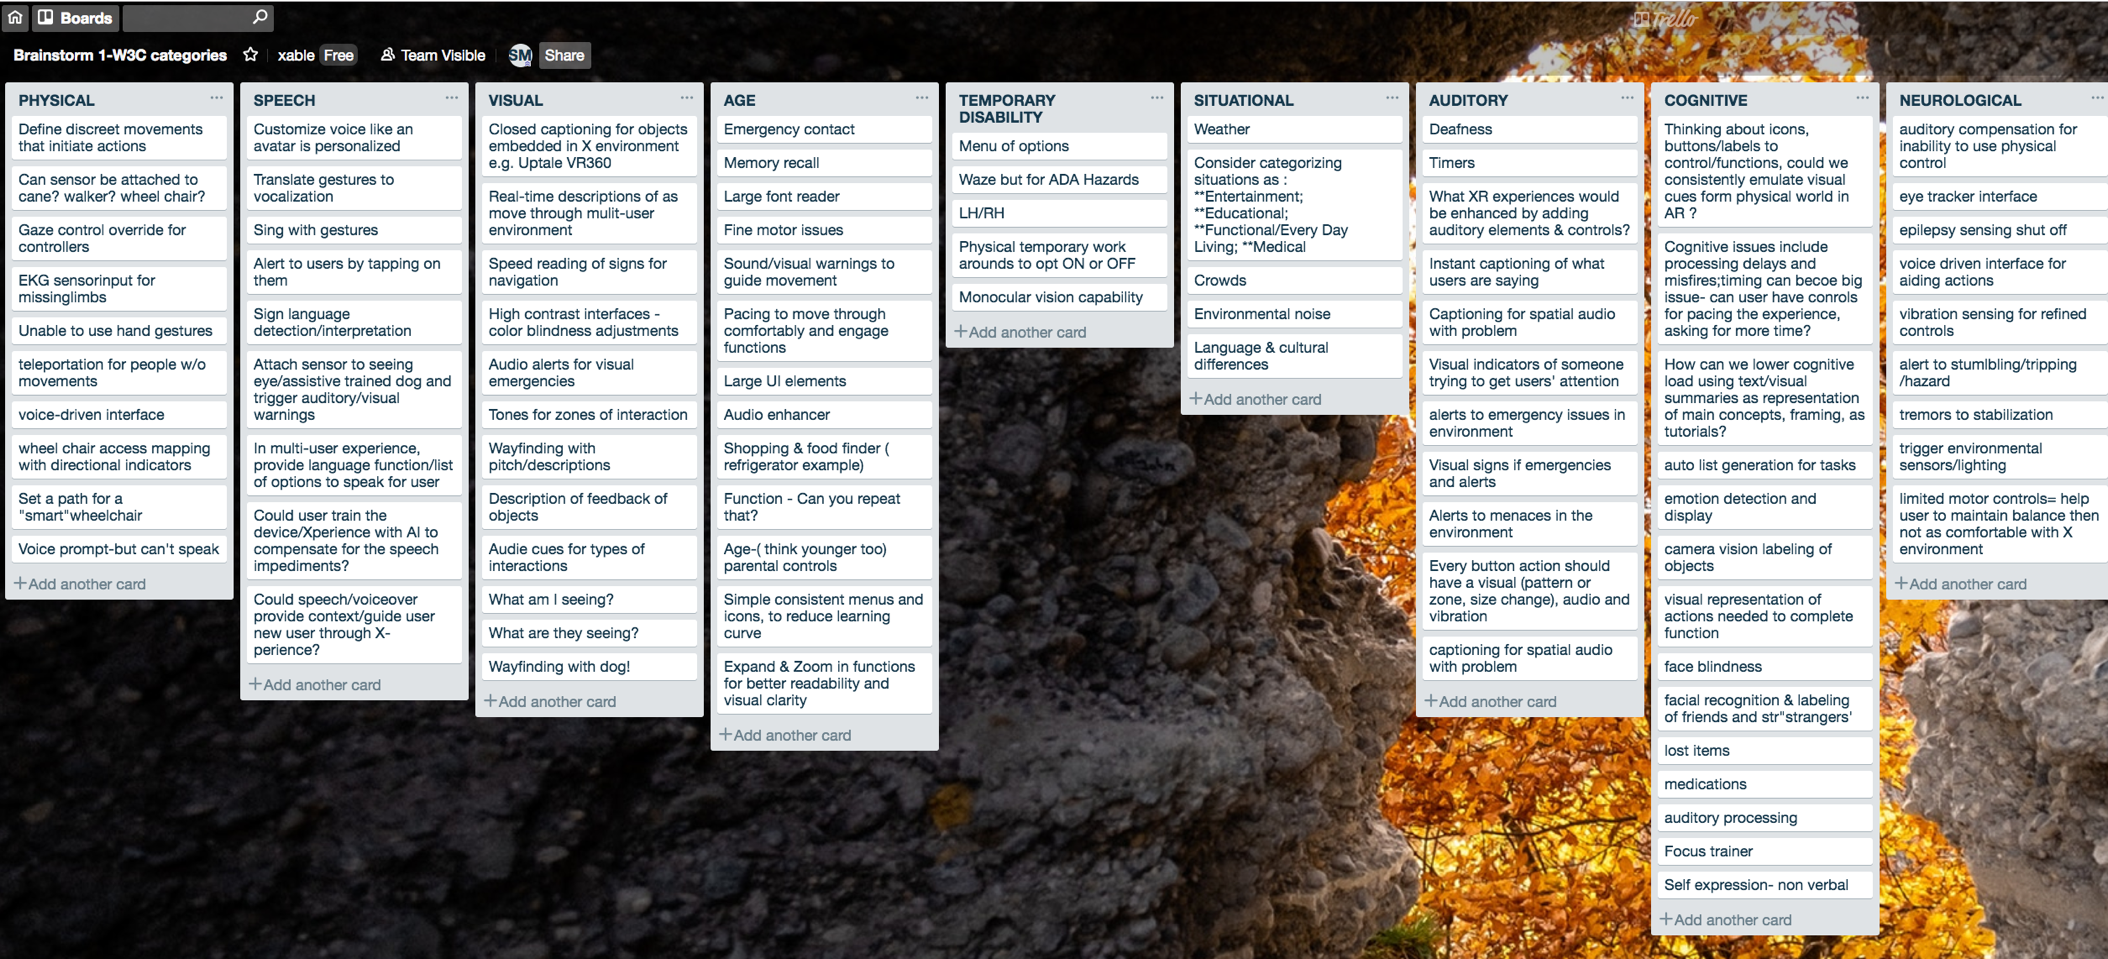 Boards
Trello
Brainstorm 1-W3C categories
xable
Free
Team Visible
SM
Share
PHYSICAL
Define discreet movements
that initiate actions
Can sensor be attached to
cane? walker? wheel chair?
Gaze control override for
controllers
EKG sensorinput for
missinglimbs
Unable to use hand gestures
teleportation for people w/o
movements
voice-driven interface
wheel chair access mapping
with directional indicators
Set a path for a
"smart"wheelchair
Voice prompt-but can't speak
+Add another card
SPEECH
Customize voice like an
avatar is personalized
Translate gestures to
vocalization
Sing with gestures
Alert to users by tapping on
them
Sign language
detection/interpretation
Attach sensor to seeing
eye/assistive trained dog and
trigger auditory/visual
warnings
In multi-user experience,
provide language function/list
of options to speak for user
Could user train the
device/Xperience with AI to
compensate for the speech
impediments?
Could speech/voiceover
provide context/guide user
new user through X-
perience?
+Add another card
VISUAL
Closed captioning for objects
embedded in X environment
e.g. Uptale VR360
Real-time descriptions of as
move through mulit-user
environment
Speed reading of signs for
navigation
High contrast interfaces -
color blindness adjustments
Audio alerts for visual
emergencies
Tones for zones of interaction
Wayfinding with
pitch/descriptions
Description of feedback of
objects
Audie cues for types of
interactions
What am I seeing?
What are they seeing?
Wayfinding with dog!
+Add another card
AGE
Emergency contact
Memory recall
Large font reader
Fine motor issues
Sound/visual warnings to
guide movement
Pacing to move through
comfortably and engage
functions
Large UI elements
Audio enhancer
Shopping & food finder (
refrigerator example)
Function - Can you repeat
that?
Age-( think younger too)
parental controls
Simple consistent menus and
icons, to reduce learning
curve
Expand & Zoom in functions
for better readability and
visual clarity
+Add another card
TEMPORARY
DISABILITY
Menu of options
Waze but for ADA Hazards
LH/RH
Physical temporary work
arounds to opt ON or OFF
Monocular vision capability
+Add another card
SITUATIONAL
Weather
Consider categorizing
situations as :
**Entertainment;
**Educational;
**Functional/Every Day
Living; **Medical
Crowds
Environmental noise
Language & cultural
differences
+Add another card
AUDITORY
Deafness
Timers
What XR experiences would
be enhanced by adding
auditory elements & controls?
Instant captioning of what
users are saying
Captioning for spatial audio
with problem
Visual indicators of someone
trying to get users' attention
alerts to emergency issues in
environment
Visual signs if emergencies
and alerts
Alerts to menaces in the
environment
Every button action should
have a visual (pattern or
zone, size change), audio and
vibration
captioning for spatial audio
with problem
+Add another card
COGNITIVE
Thinking about icons,
buttons/labels to
control/functions, could we
consistently emulate visual
cues form physical world in
AR ?
Cognitive issues include
processing delays and
misfires;timing can becoe big
issue- can user have conrols
for pacing the experience,
asking for more time?
How can we lower cognitive
load using text/visual
summaries as representation
of main concepts, framing, as
tutorials?
auto list generation for tasks
emotion detection and
display
camera vision labeling of
objects
visual representation of
actions needed to complete
function
face blindness
facial recognition & labeling
of friends and str"strangers'
lost items
medications
auditory processing
Focus trainer
Self expression- non verbal
+Add another card
NEUROLOGICAL
auditory compensation for
inability to use physical
control
eye tracker interface
epilepsy sensing shut off
voice driven interface for
aiding actions
vibration sensing for refined
controls
alert to stumlbling/tripping
/hazard
tremors to stabilization
trigger environmental
sensors/lighting
limited motor controls= help
user to maintain balance then
not as comfortable with X
environment
+Add another card